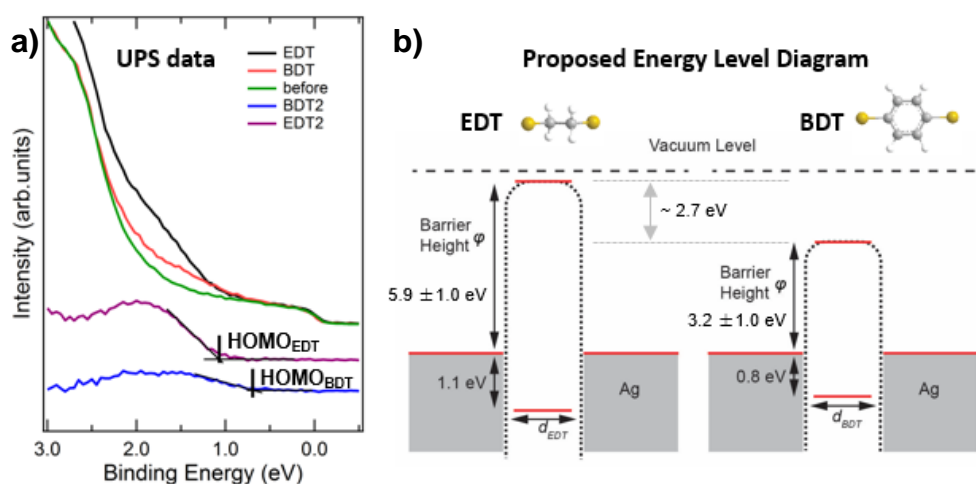 a)
UPS data
EDT
BDT
before
BDT2
EDT2
Intensity (arb.units)
HOMO_EDT
HOMO_BDT
3.0 2.0 1.0 0.0
Binding Energy (eV)
b)
Proposed Energy Level Diagram
EDT
BDT
Vacuum Level
~ 2.7 eV
Barrier
Height φ
5.9 ±1.0 eV
Barrier
Height φ
3.2 ±1.0 eV
1.1 eV
Ag
0.8 eV
Ag
d_EDT
d_BDT